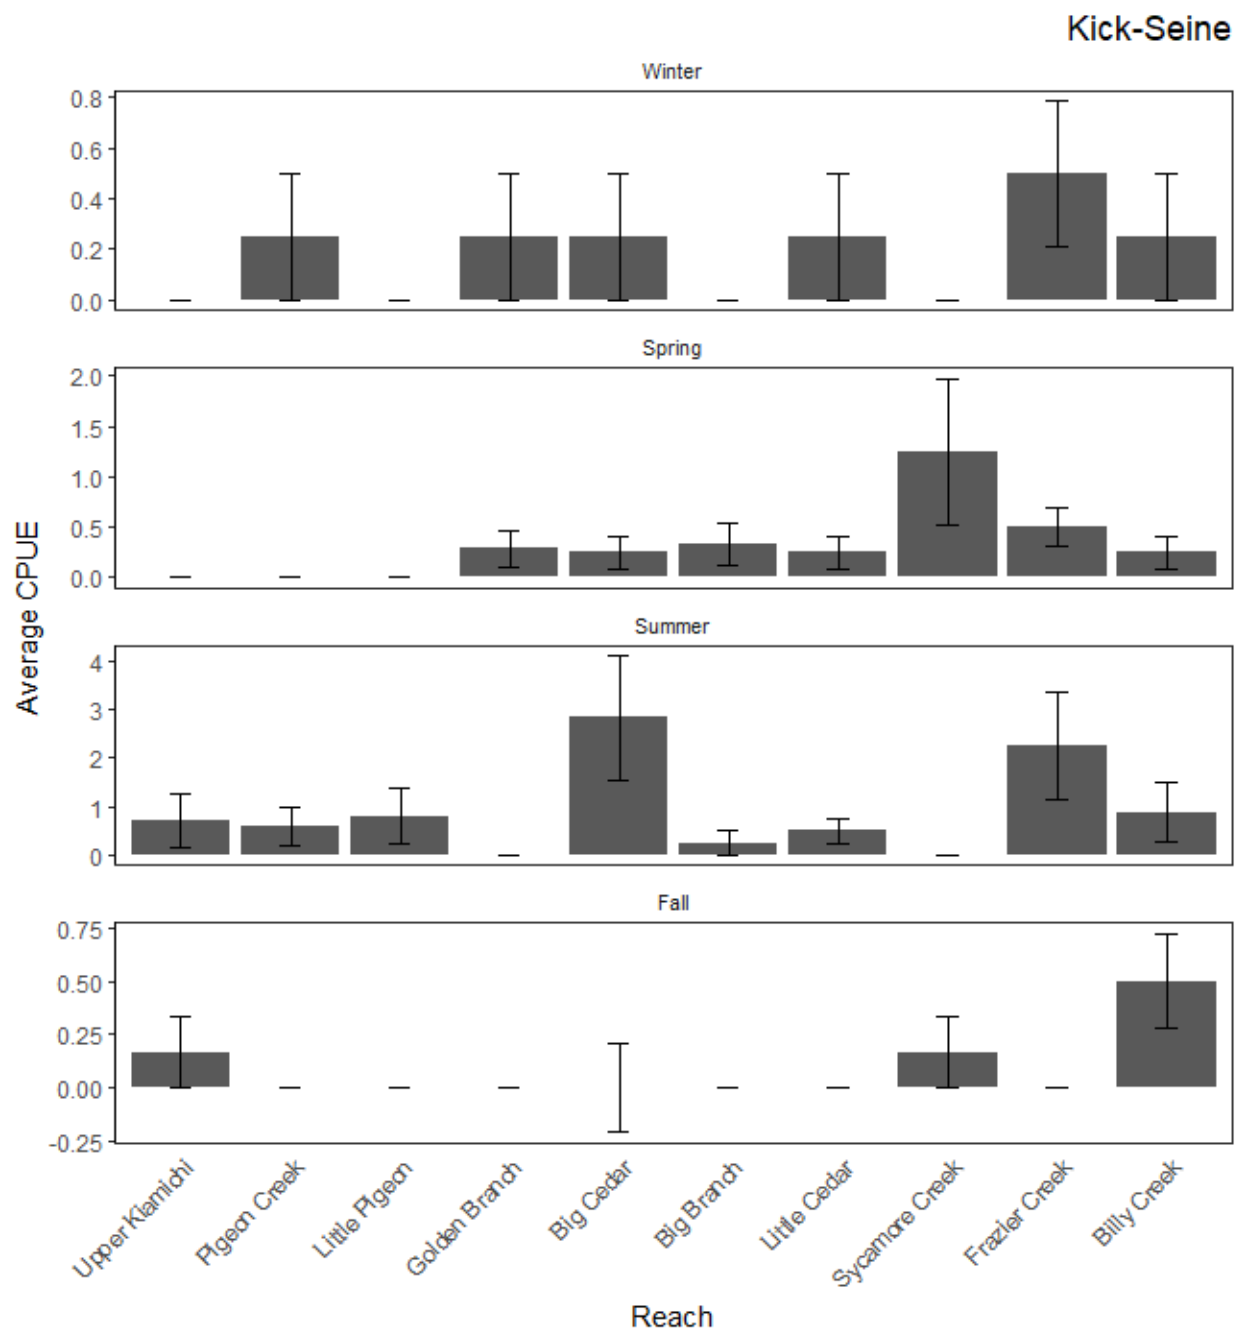 Kick-Seine
Winter
0.8
0.6
0.4
0.2
0.0
Spring
2.0
1.5
1.0
0.5
0.0
Summer
4
3
2
1
0
Fall
0.75
0.50
0.25
0.00
-0.25
Average CPUE
Upper Kiamichi
Pigeon Creek
Little Pigeon
Golden Branch
Big Cedar
Big Branch
Little Cedar
Sycamore Creek
Frazier Creek
Billy Creek
Reach